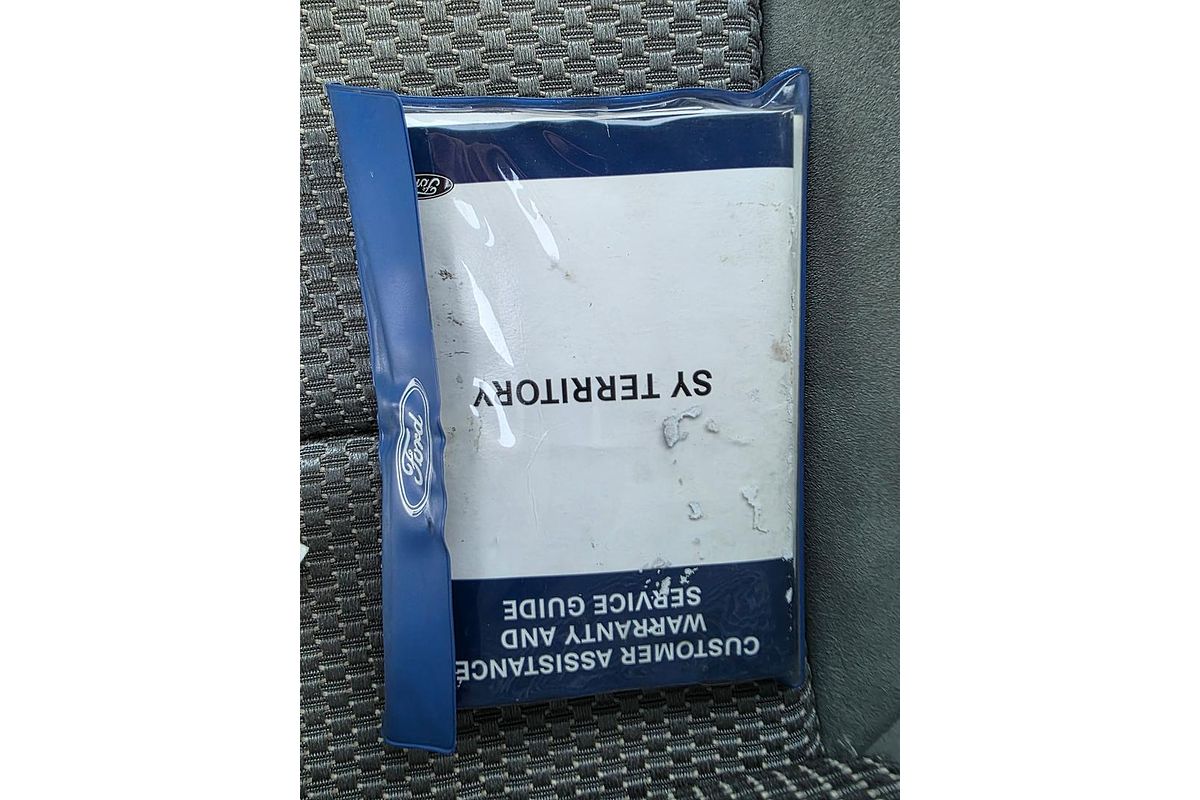 CUSTOMER ASSISTANCE
WARRANTY AND
SERVICE GUIDE
SY TERRITORY
Ford
Ford